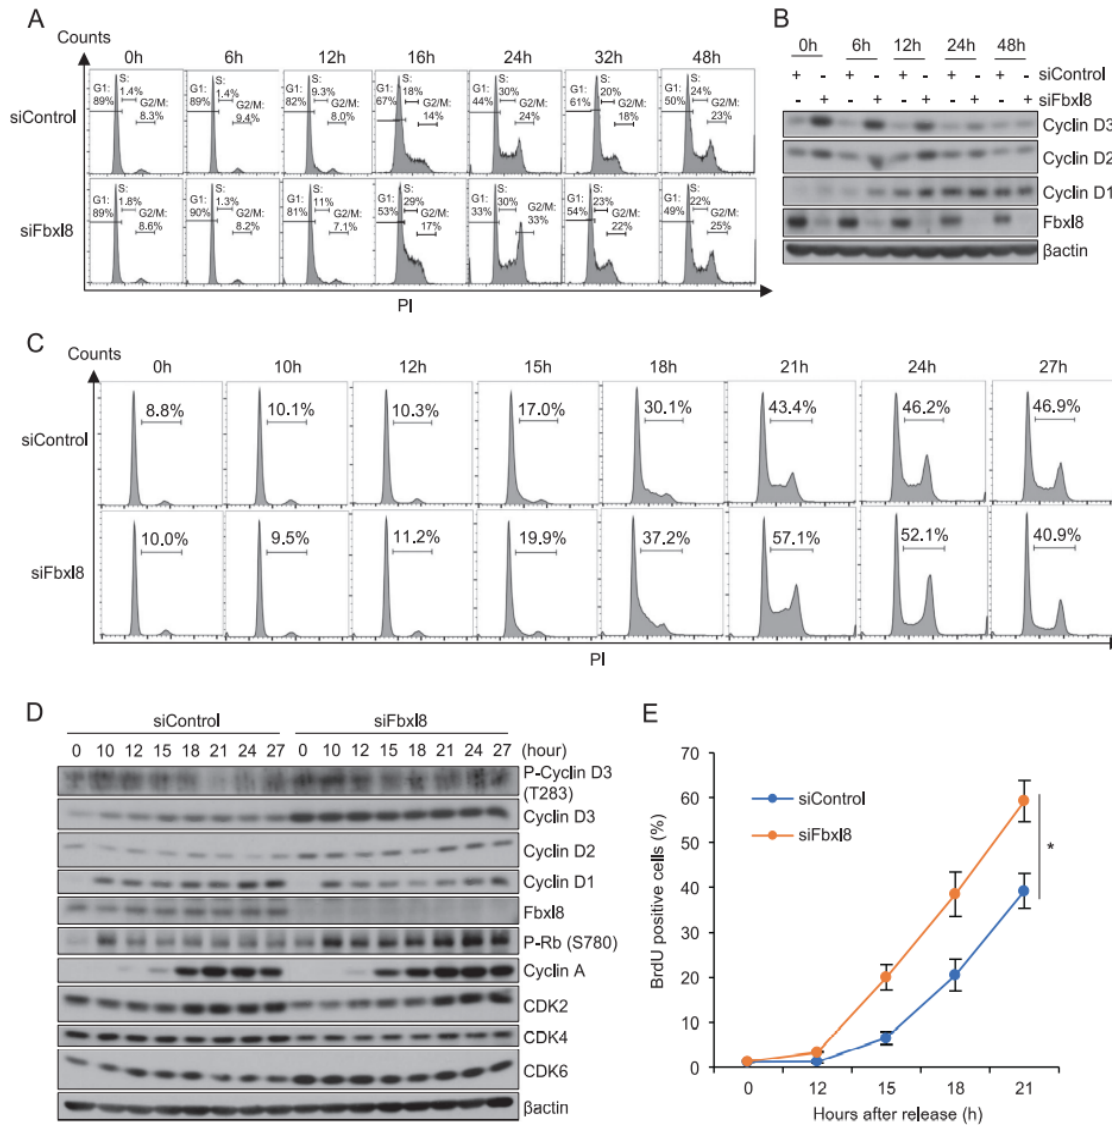 A
Counts
0h 6h 12h 16h 24h 32h 48h
siControl
G1: 89% S: 1.4% G2/M: 8.3%
G1: 89% S: 1.4% G2/M: 9.4%
G1: 82% S: 9.3% G2/M: 8.0%
G1: 67% S: 18% G2/M: 14%
G1: 44% S: 30% G2/M: 24%
G1: 61% S: 20% G2/M: 18%
G1: 50% S: 24% G2/M: 23%
siFbxl8
G1: 89% S: 1.8% G2/M: 8.6%
G1: 90% S: 1.3% G2/M: 8.2%
G1: 81% S: 11% G2/M: 7.1%
G1: 53% S: 29% G2/M: 17%
G1: 33% S: 30% G2/M: 33%
G1: 54% S: 23% G2/M: 22%
G1: 49% S: 22% G2/M: 25%
PI
B
0h 6h 12h 24h 48h
+ - + - + - + - + - siControl
- + - + - + - + - + siFbxl8
Cyclin D3
Cyclin D2
Cyclin D1
Fbxl8
βactin
C
Counts
0h 10h 12h 15h 18h 21h 24h 27h
siControl
8.8% 10.1% 10.3% 17.0% 30.1% 43.4% 46.2% 46.9%
siFbxl8
10.0% 9.5% 11.2% 19.9% 37.2% 57.1% 52.1% 40.9%
PI
D
siControl siFbxl8
0 10 12 15 18 21 24 27 0 10 12 15 18 21 24 27 (hour)
P-Cyclin D3
(T283)
Cyclin D3
Cyclin D2
Cyclin D1
Fbxl8
P-Rb (S780)
Cyclin A
CDK2
CDK4
CDK6
βactin
E
BrdU positive cells (%)
70
60
50
40
30
20
10
0
siControl
siFbxl8
*
0 12 15 18 21
Hours after release (h)